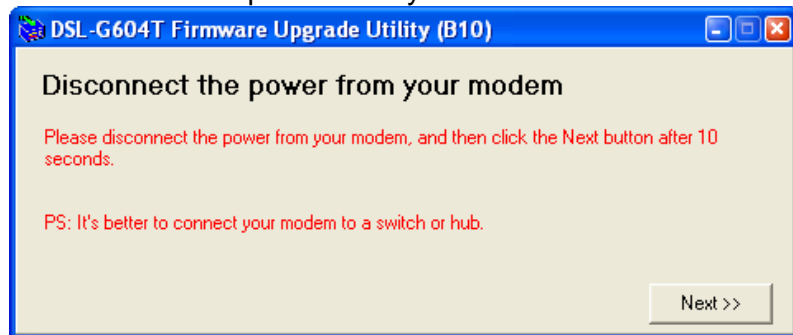 DSL-G604T Firmware Upgrade Utility (B10)
Disconnect the power from your modem
Please disconnect the power from your modem, and then click the Next button after 10
seconds.
PS: It's better to connect your modem to a switch or hub.
Next >>